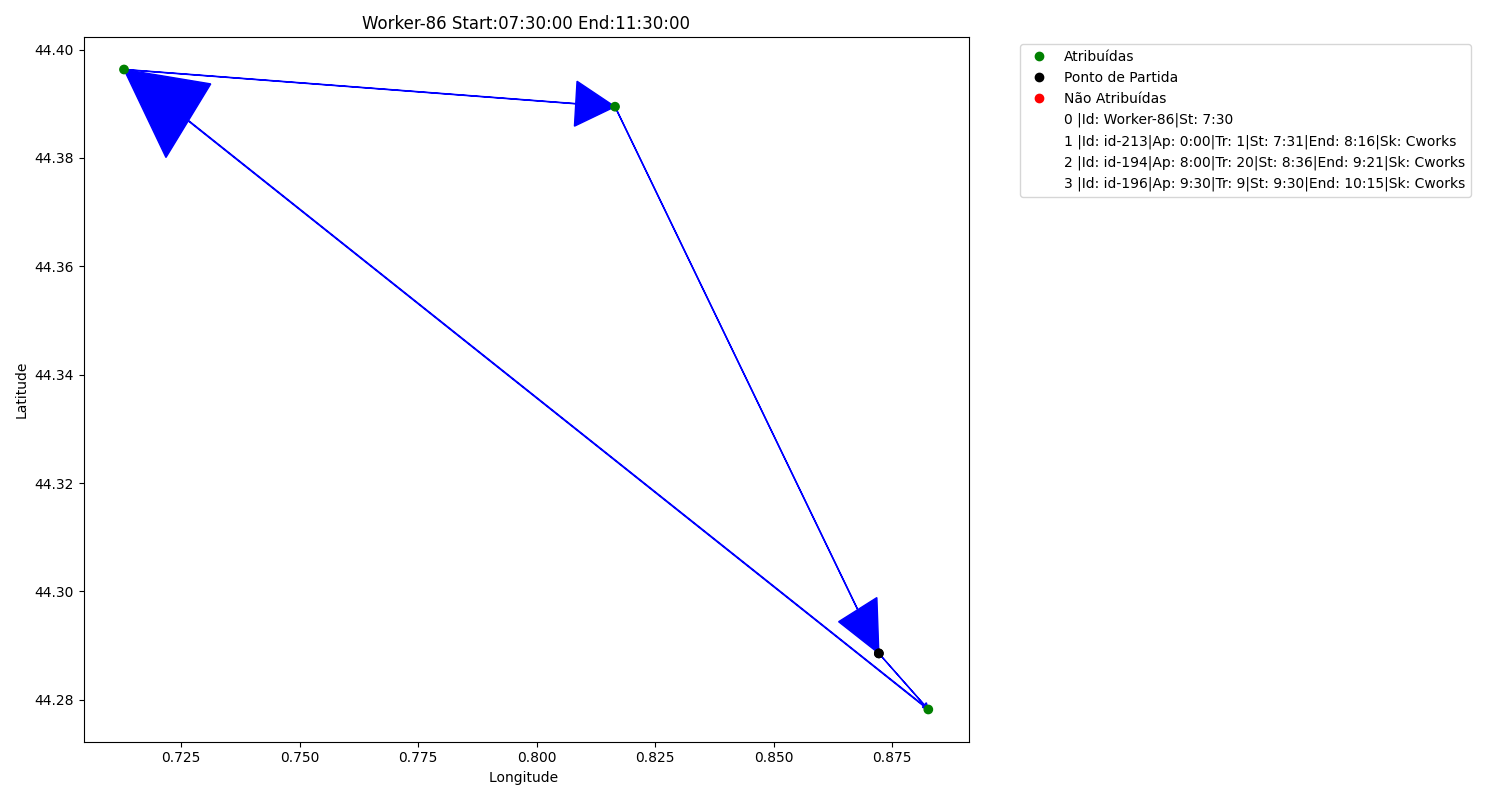 Worker-86 Start:07:30:00 End:11:30:00
44.40
44.38
44.36
44.34
44.32
44.30
44.28
Latitude
0.725 0.750 0.775 0.800 0.825 0.850 0.875
Longitude
Atribuídas
Ponto de Partida
Não Atribuídas
0 |Id: Worker-86|St: 7:30
1 |Id: id-213|Ap: 0:00|Tr: 1|St: 7:31|End: 8:16|Sk: Cworks
2 |Id: id-194|Ap: 8:00|Tr: 20|St: 8:36|End: 9:21|Sk: Cworks
3 |Id: id-196|Ap: 9:30|Tr: 9|St: 9:30|End: 10:15|Sk: Cworks